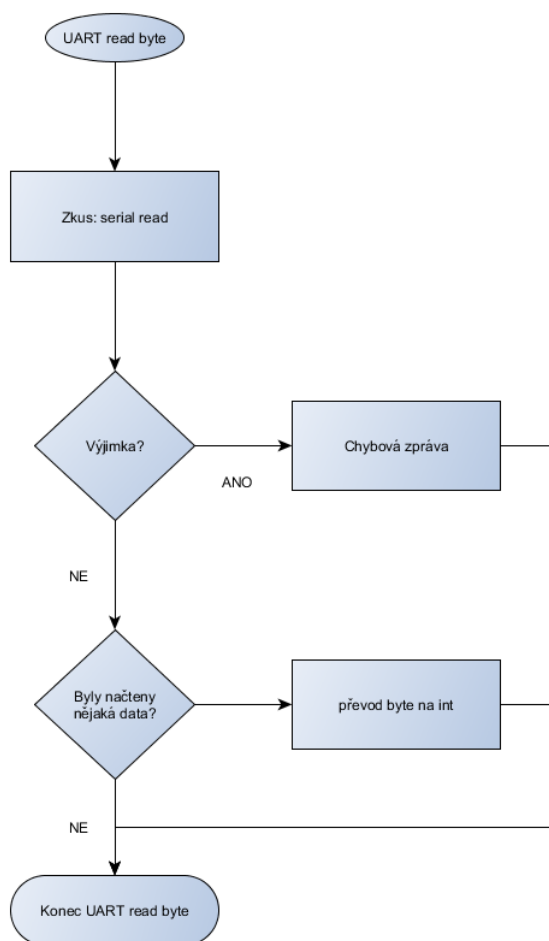 UART read byte
Zkus: serial read
Výjimka?
Chybová zpráva
ANO
NE
Byly načteny
nějaká data?
převod byte na int
NE
Konec UART read byte